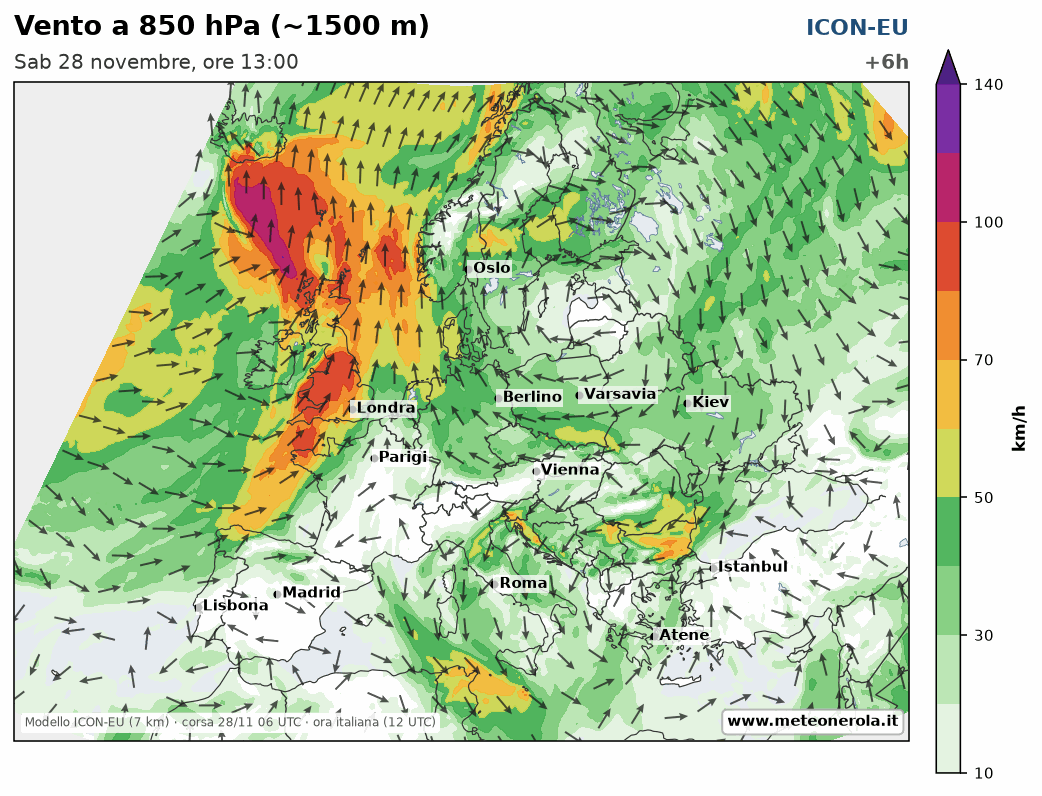 Vento a 850 hPa (~1500 m)
ICON-EU
Sab 28 novembre, ore 13:00
+6h
140
100
70
50
30
10
km/h
Oslo
Berlino
Varsavia
Kiev
Londra
Parigi
Vienna
Istanbul
Roma
Madrid
Lisbona
Atene
Modello ICON-EU (7 km) · corsa 28/11 06 UTC · ora italiana (12 UTC)
www.meteonerola.it